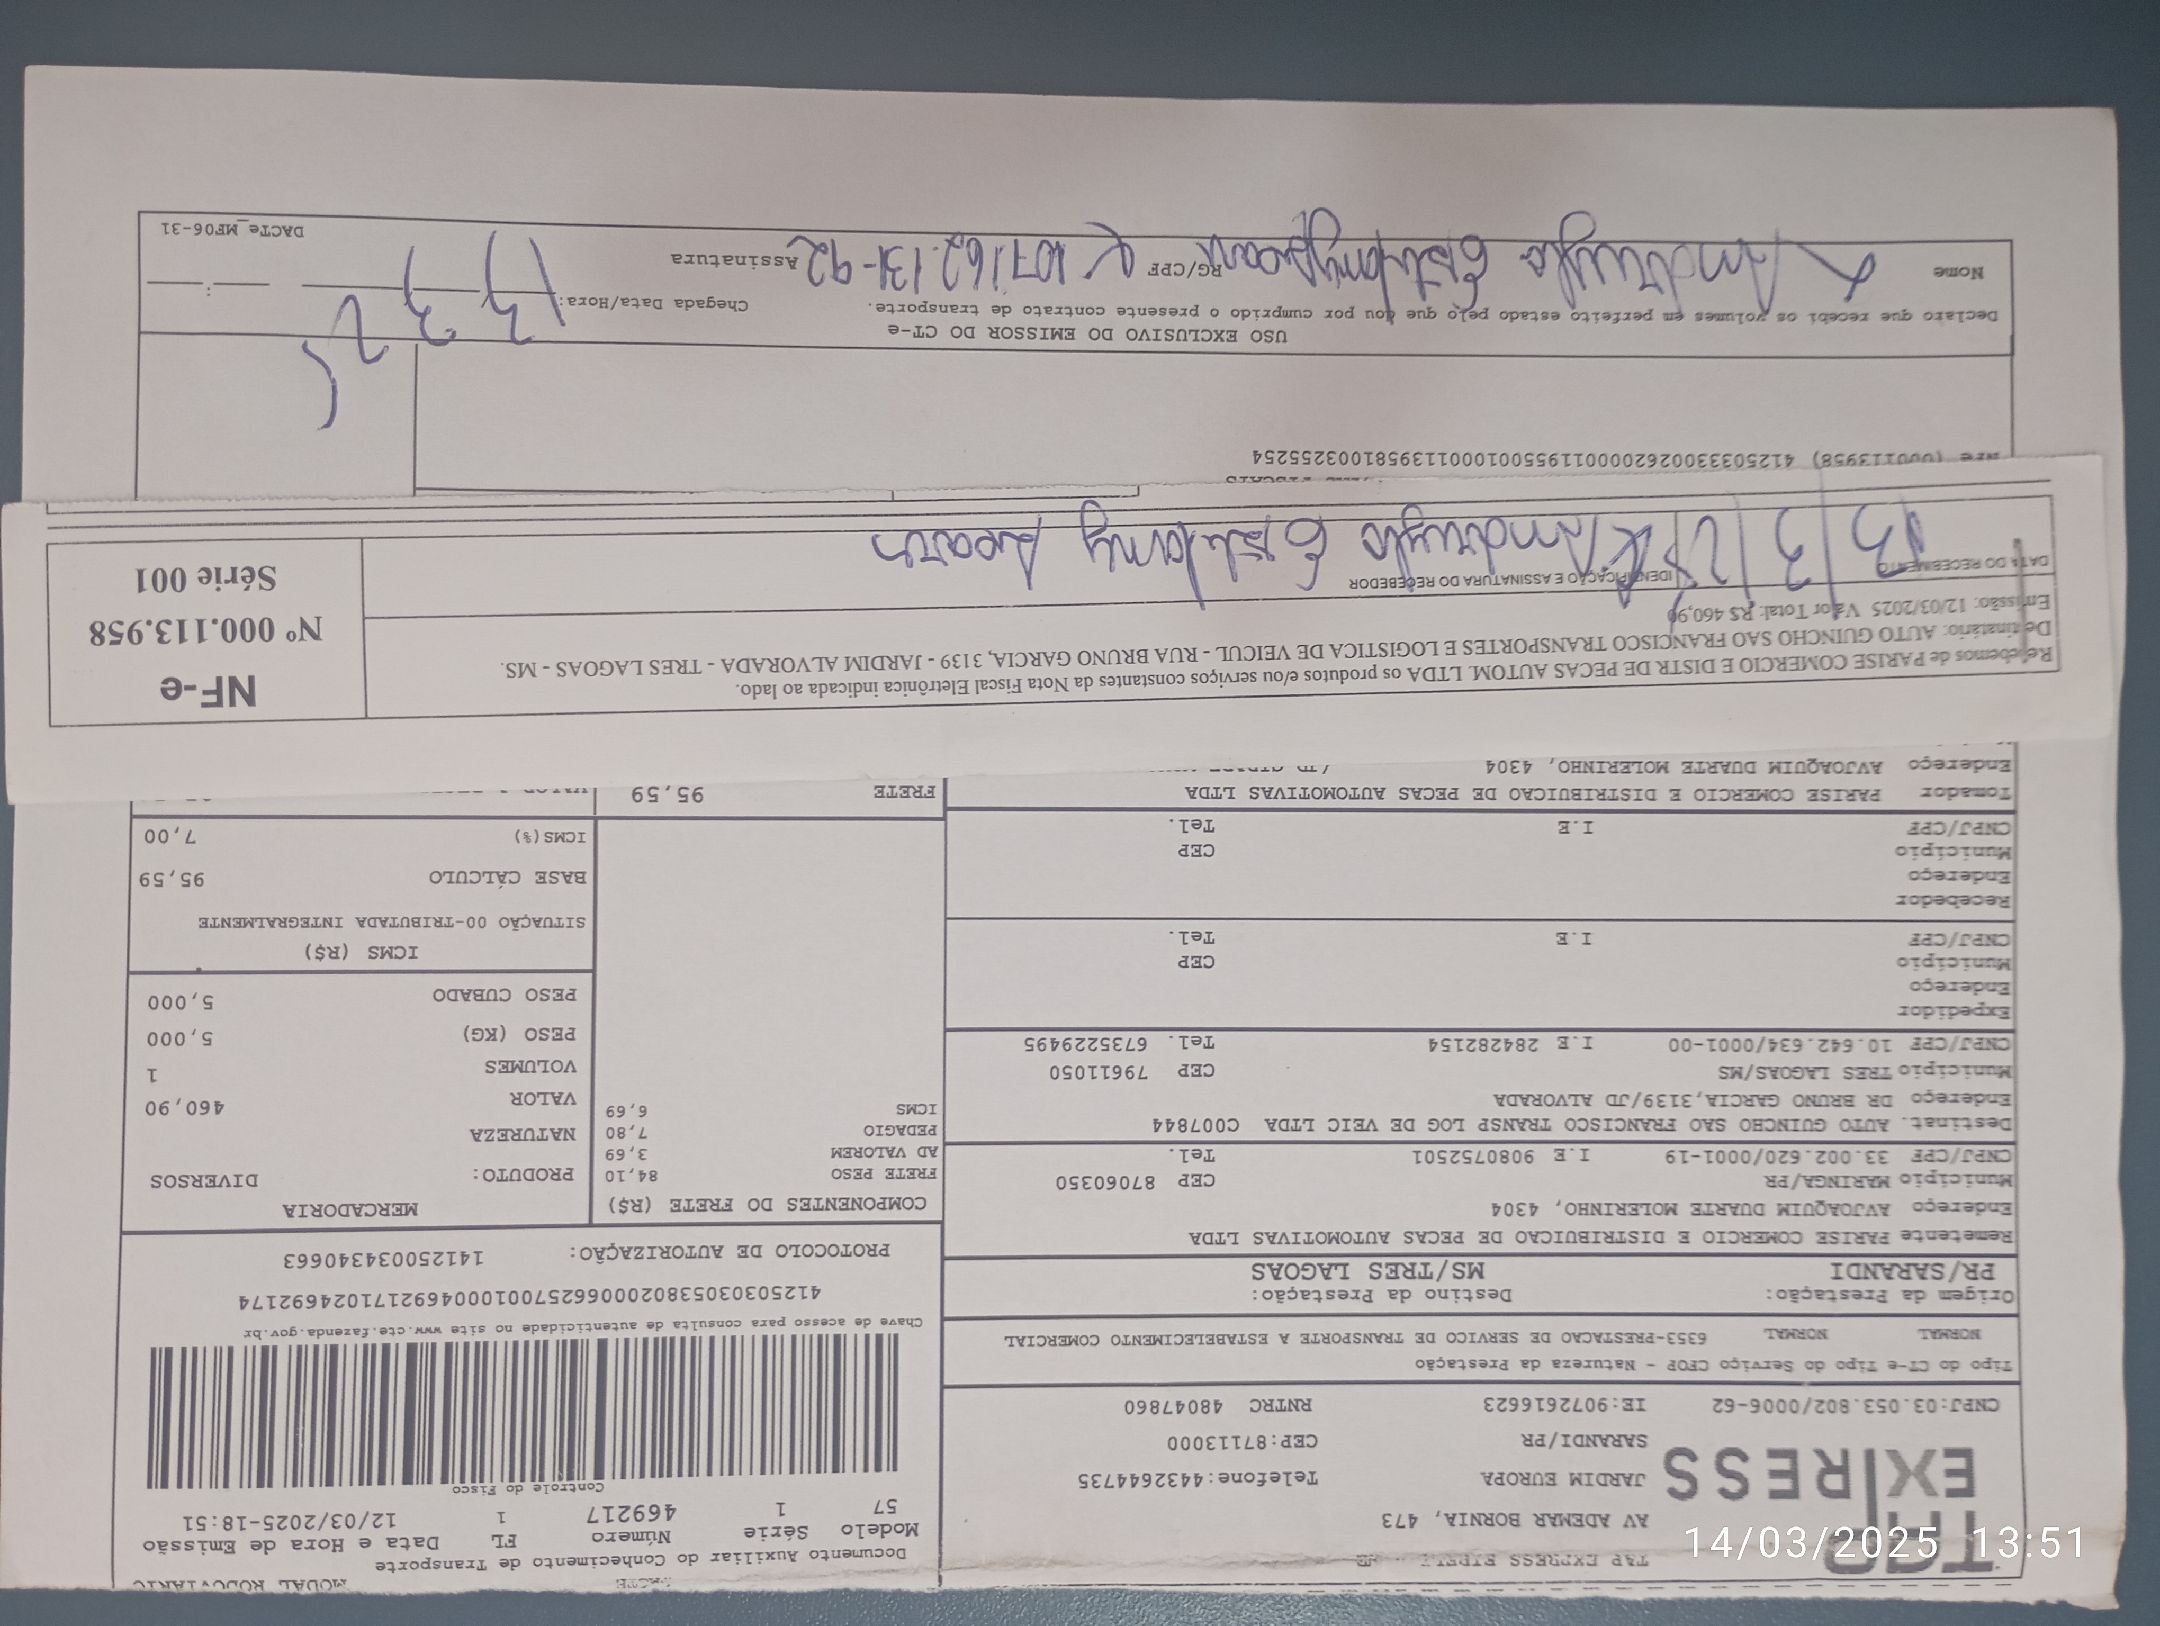 TAP EXPRESS
AV ADEMAR BORNIA, 473
JARDIM EUROPA Telefone:4432644735
SARANDI/PR CEP:87113000
CNPJ:03.053.802/0006-62 IE:9072616623 RNTRC 48047860
Tipo do CT-e Tipo do Serviço CFOP - Natureza da Prestação
NORMAL NORMAL 6353-PRESTACAO DE SERVICO DE TRANSPORTE A ESTABELECIMENTO COMERCIAL
Origem da Prestação: Destino da Prestação:
PR/SARANDI MS/TRES LAGOAS
Remetente PARISE COMERCIO E DISTRIBUICAO DE PECAS AUTOMOTIVAS LTDA
Endereço AVJOAQUIM DUARTE MOLERINHO, 4304
Município MARINGA/PR CEP 87060350
CNPJ/CPF 33.002.620/0001-19 I.E 9080752501 Tel.
Destinat. AUTO GUINCHO SAO FRANCISCO TRANSP LOG DE VEIC LTDA C007844
Endereço DR BRUNO GARCIA,3139/JD ALVORADA
Município TRES LAGOAS/MS CEP 79611050
CNPJ/CPF 10.642.634/0001-00 I.E 284282154 Tel. 6735229495
Expedidor
Endereço
Município CEP
CNPJ/CPF I.E Tel.
Recebedor
Endereço
Município CEP
CNPJ/CPF I.E Tel.
Tomador PARISE COMERCIO E DISTRIBUICAO DE PECAS AUTOMOTIVAS LTDA
Endereço AVJOAQUIM DUARTE MOLERINHO, 4304
MODAL RODOVIÁRIO
Documento Auxiliar do Conhecimento de Transporte
Modelo Série Número FL Data e Hora de Emissão
57 1 469217 1 12/03/2025-18:51
Controle do Fisco
Chave de acesso para consulta de autenticidade no site www.cte.fazenda.gov.br
41250303053802000662570010004692171024692174
PROTOCOLO DE AUTORIZAÇÃO: 141250034340663
COMPONENTES DO FRETE (R$)
FRETE PESO 84,10
AD VALOREM 3,69
PEDAGIO 7,80
ICMS 6,69
FRETE 95,59
MERCADORIA
PRODUTO: DIVERSOS
NATUREZA
VALOR 460,90
VOLUMES 1
PESO (KG) 5,000
PESO CUBADO 5,000
ICMS (R$)
SITUAÇÃO 00-TRIBUTADA INTEGRALMENTE
BASE CÁLCULO 95,59
ICMS(%) 7,00
Recebemos de PARISE COMERCIO E DISTR DE PECAS AUTOM. LTDA os produtos e/ou serviços constantes da Nota Fiscal Eletrônica indicada ao lado.
Destinatário: AUTO GUINCHO SAO FRANCISCO TRANSPORTES E LOGISTICA DE VEICUL - RUA BRUNO GARCIA, 3139 - JARDIM ALVORADA - TRES LAGOAS - MS.
Emissão: 12/03/2025 Valor Total: R$ 460,90
DATA DO RECEBIMENTO IDENTIFICAÇÃO E ASSINATURA DO RECEBEDOR
13/3/25
NF-e
Nº 000.113.958
Série 001
NFe (000113958) 41250333002620000119550010001139581003255254
USO EXCLUSIVO DO EMISSOR DO CT-e
Declaro que recebi os volumes em perfeito estado pelo que dou por cumprido o presente contrato de transporte. Chegada Data/Hora:
13 3 25
Nome RG/CPF 107.162.131-92 Assinatura
DACTe_MF06-31
14/03/2025 13:51